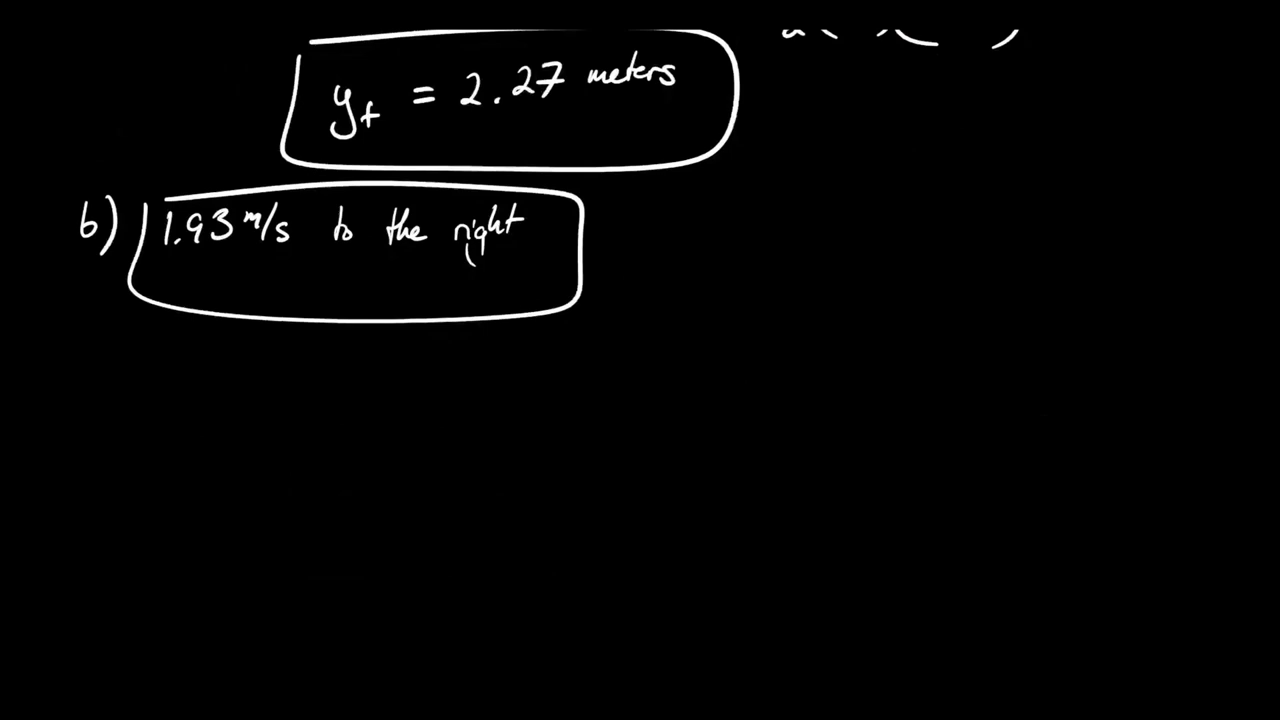 y_f = 2.27 meters
b) 1.93 m/s to the right